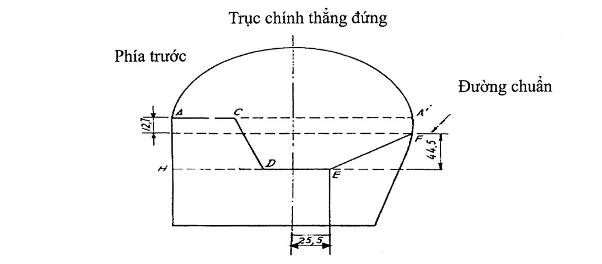 Trục chính thẳng đứng
Phía trước
Đường chuẩn
A C A'
12,7
F
44,5
H D E
25,5